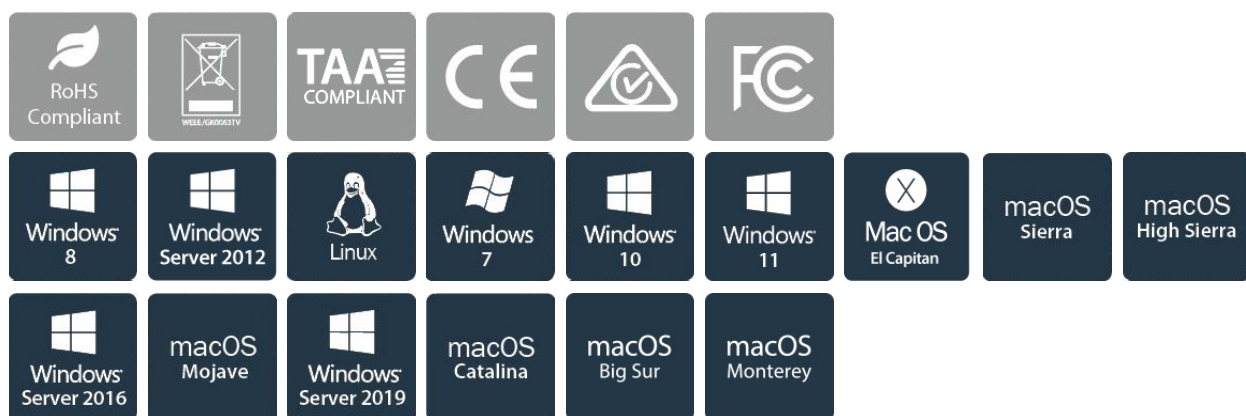 RoHS
Compliant
WEEE/GK0083TV
TAA
COMPLIANT
CE
FC
Windows
8
Windows
Server 2012
Linux
Windows
7
Windows
10
Windows
11
X
Mac OS
El Capitan
macOS
Sierra
macOS
High Sierra
Windows
Server 2016
macOS
Mojave
Windows
Server 2019
macOS
Catalina
macOS
Big Sur
macOS
Monterey